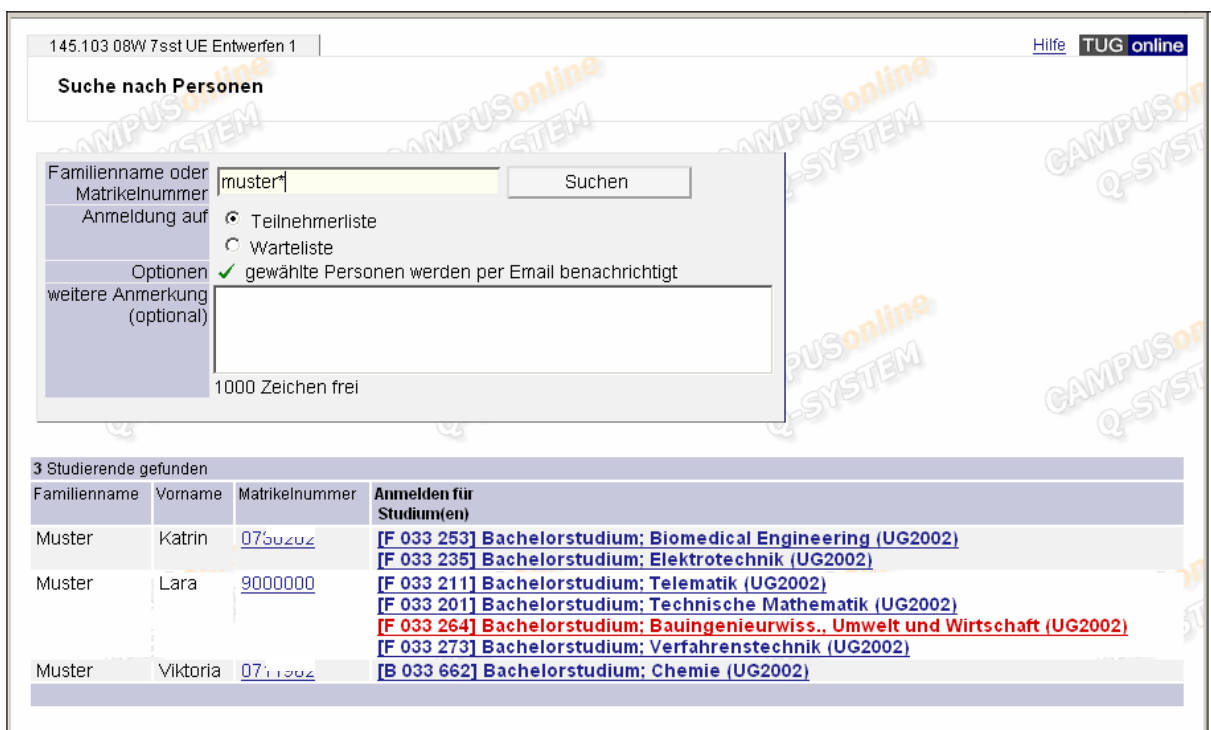 145.103 08W 7sst UE Entwerfen 1
Hilfe TUG online
Suche nach Personen
Familienname oder Matrikelnummer muster* Suchen
Anmeldung auf Teilnehmerliste
Warteliste
Optionen gewählte Personen werden per Email benachrichtigt
weitere Anmerkung (optional)
1000 Zeichen frei
3 Studierende gefunden
Familienname Vorname Matrikelnummer Anmelden für Studium(en)
Muster Katrin [F 033 253] Bachelorstudium; Biomedical Engineering (UG2002)
[F 033 235] Bachelorstudium; Elektrotechnik (UG2002)
Muster Lara 9000000 [F 033 211] Bachelorstudium; Telematik (UG2002)
[F 033 201] Bachelorstudium; Technische Mathematik (UG2002)
[F 033 264] Bachelorstudium; Bauingenieurwiss., Umwelt und Wirtschaft (UG2002)
[F 033 273] Bachelorstudium; Verfahrenstechnik (UG2002)
Muster Viktoria [B 033 662] Bachelorstudium; Chemie (UG2002)
CAMPUSonline
Q-SYSTEM